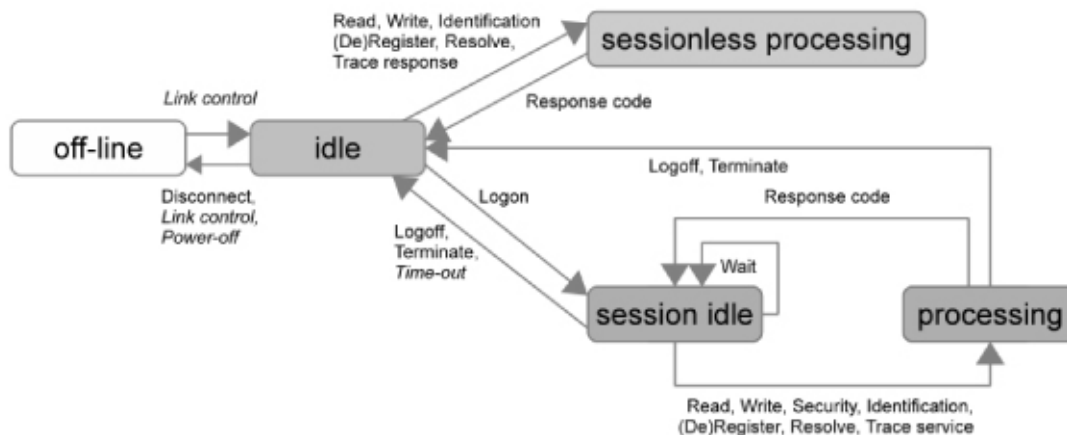 Read, Write, Identification
(De)Register, Resolve,
Trace response
sessionless processing
Response code
Link control
off-line
idle
Logoff, Terminate
Disconnect,
Link control,
Power-off
Logon
Response code
Logoff,
Terminate,
Time-out
Wait
session idle
processing
Read, Write, Security, Identification,
(De)Register, Resolve, Trace service